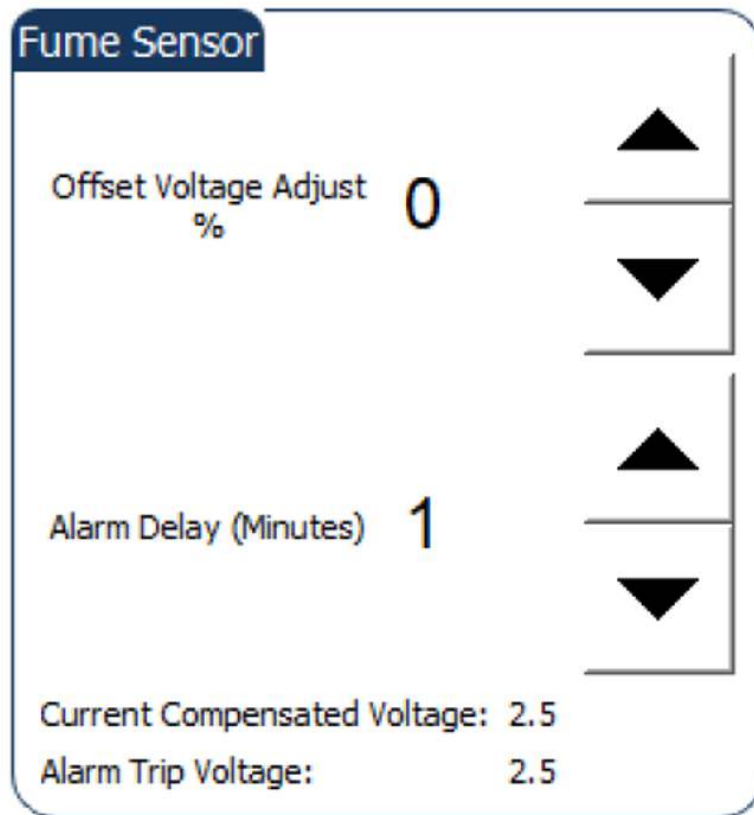 Fume Sensor
Offset Voltage Adjust 0
%
Alarm Delay (Minutes) 1
Current Compensated Voltage: 2.5
Alarm Trip Voltage: 2.5